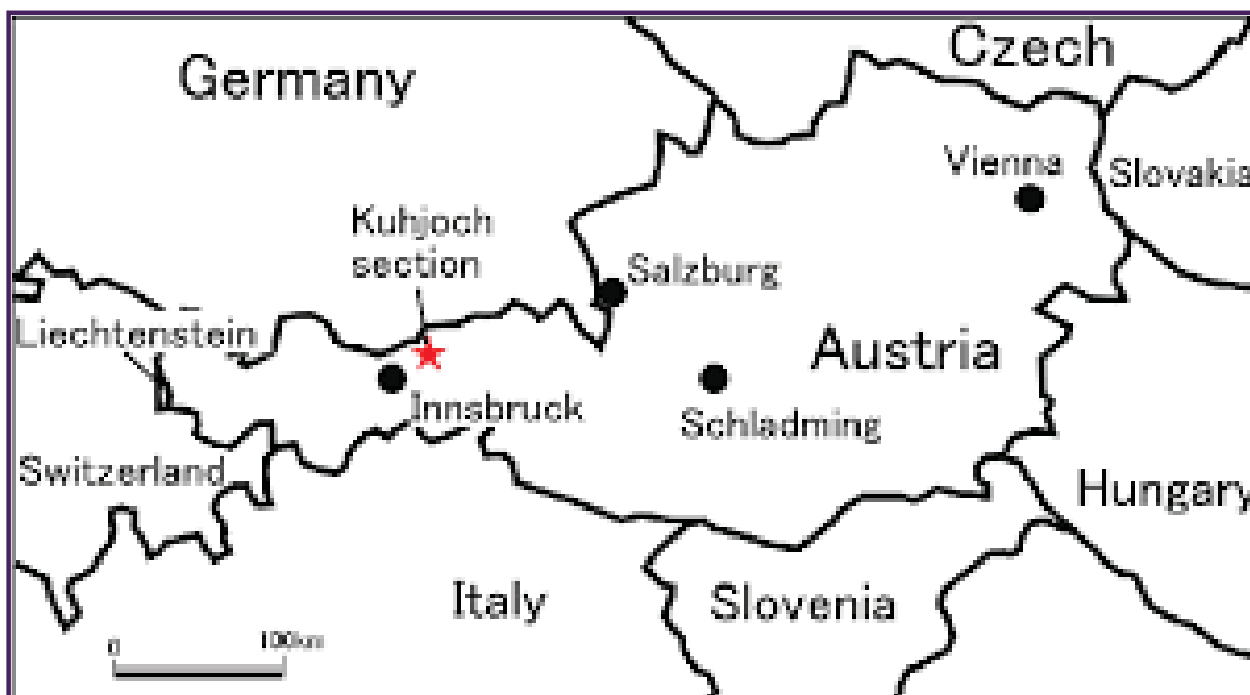 Czech
Germany
Vienna
Slovakia
Kuhjoch
section
Salzburg
Liechtenstein
Austria
Innsbruck
Schladming
Switzerland
Hungary
Italy
Slovenia
0
100km